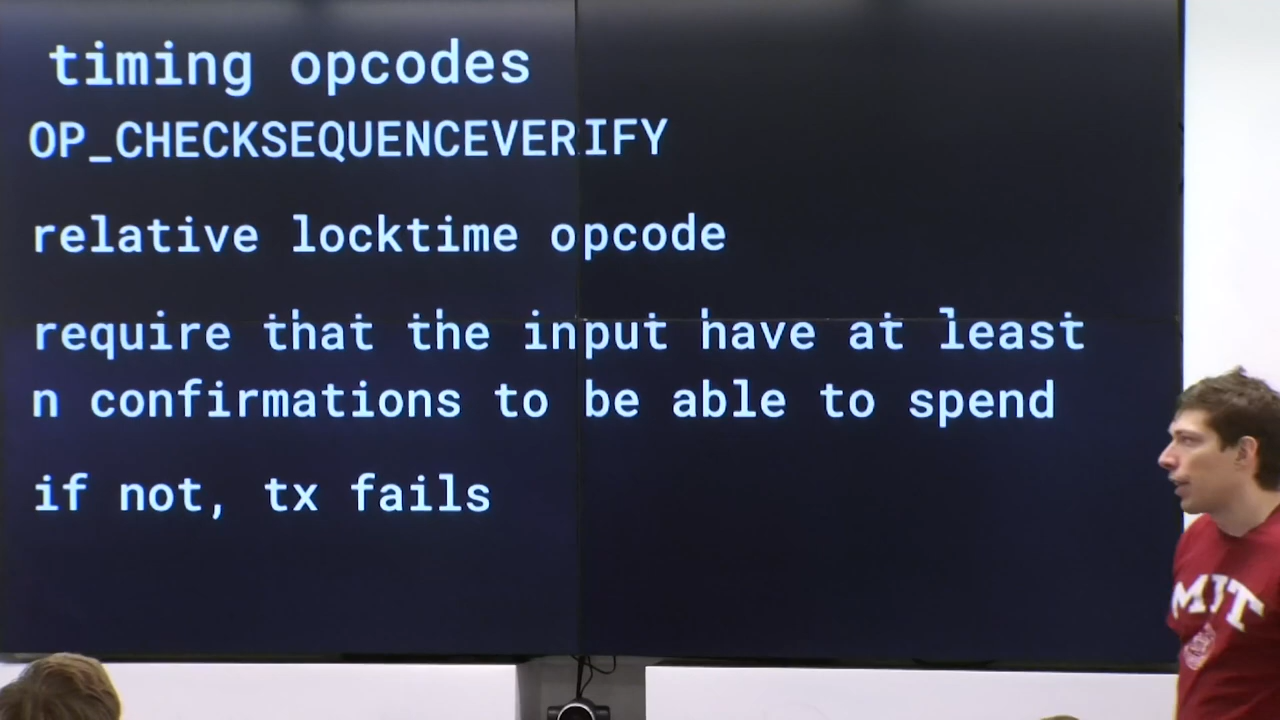 timing opcodes
OP_CHECKSEQUENCEVERIFY
relative locktime opcode
require that the input have at least
n confirmations to be able to spend
if not, tx fails
MIT